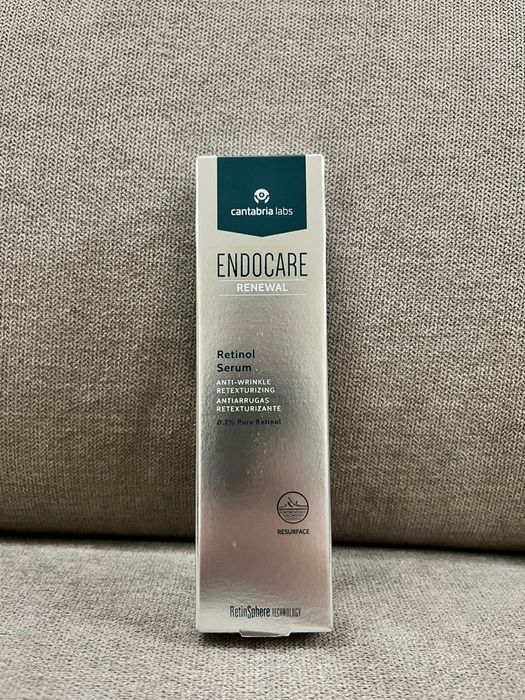 cantabria labs
ENDOCARE
RENEWAL
Retinol
Serum
ANTI-WRINKLE
RETEXTURIZING
ANTIARRUGAS
RETEXTURIZANTE
0.2% Pure Retinol
RESURFACE
RetinSphere TECHNOLOGY